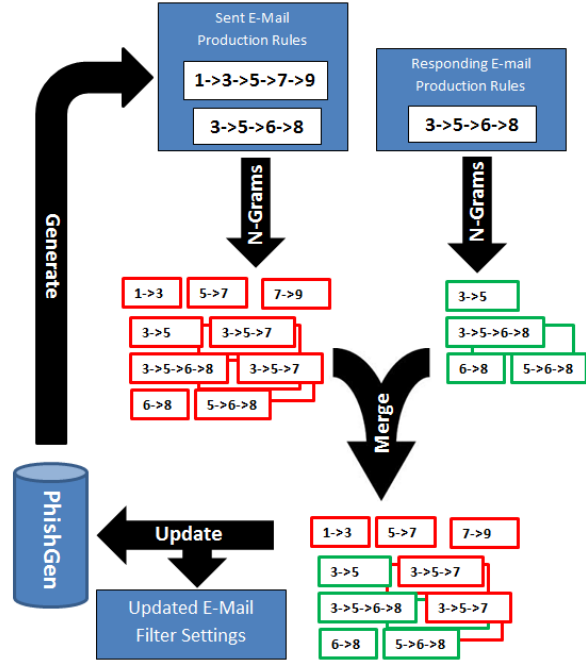 Sent E-Mail
Production Rules
1->3->5->7->9
3->5->6->8
Responding E-mail
Production Rules
3->5->6->8
Generate
N-Grams
N-Grams
1->3
5->7
7->9
3->5
3->5->7
3->5->6->8
3->5->7
6->8
5->6->8
3->5
3->5->6->8
6->8
5->6->8
Merge
1->3
5->7
7->9
3->5
3->5->7
3->5->6->8
3->5->7
6->8
5->6->8
PhishGen
Update
Updated E-Mail
Filter Settings